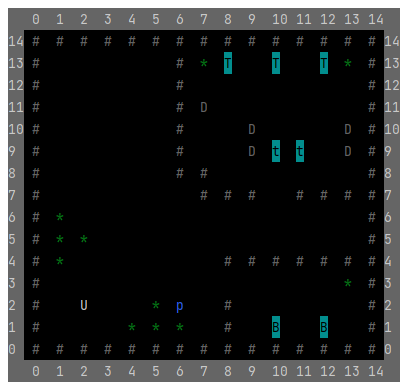 0 1 2 3 4 5 6 7 8 9 10 11 12 13 14
14 # # # # # # # # # # # # # # # 14
13 # # * T T T * # 13
12 # # # 12
11 # # D # 11
10 # # D D # 10
9 # # D t t D # 9
8 # # # # 8
7 # # # # # # # 7
6 # * # 6
5 # * * # 5
4 # * # # # # # # # 4
3 # * # 3
2 # U * p # # 2
1 # * * * # B B # 1
0 # # # # # # # # # # # # # # # 0
0 1 2 3 4 5 6 7 8 9 10 11 12 13 14